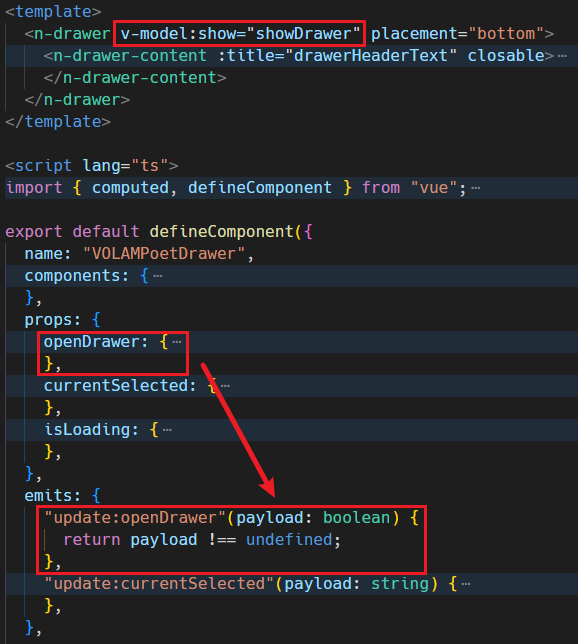 <template>
  <n-drawer v-model:show="showDrawer" placement="bottom">
    <n-drawer-content :title="drawerHeaderText" closable>⋯
    </n-drawer-content>
  </n-drawer>
</template>

<script lang="ts">
import { computed, defineComponent } from "vue";⋯

export default defineComponent({
  name: "VOLAMPoetDrawer",
  components: {⋯
  },
  props: {
    openDrawer: {⋯
    },
    currentSelected: {⋯
    },
    isLoading: {⋯
    },
  },
  emits: {
    "update:openDrawer"(payload: boolean) {
      return payload !== undefined;
    },
    "update:currentSelected"(payload: string) {⋯
    },
  },